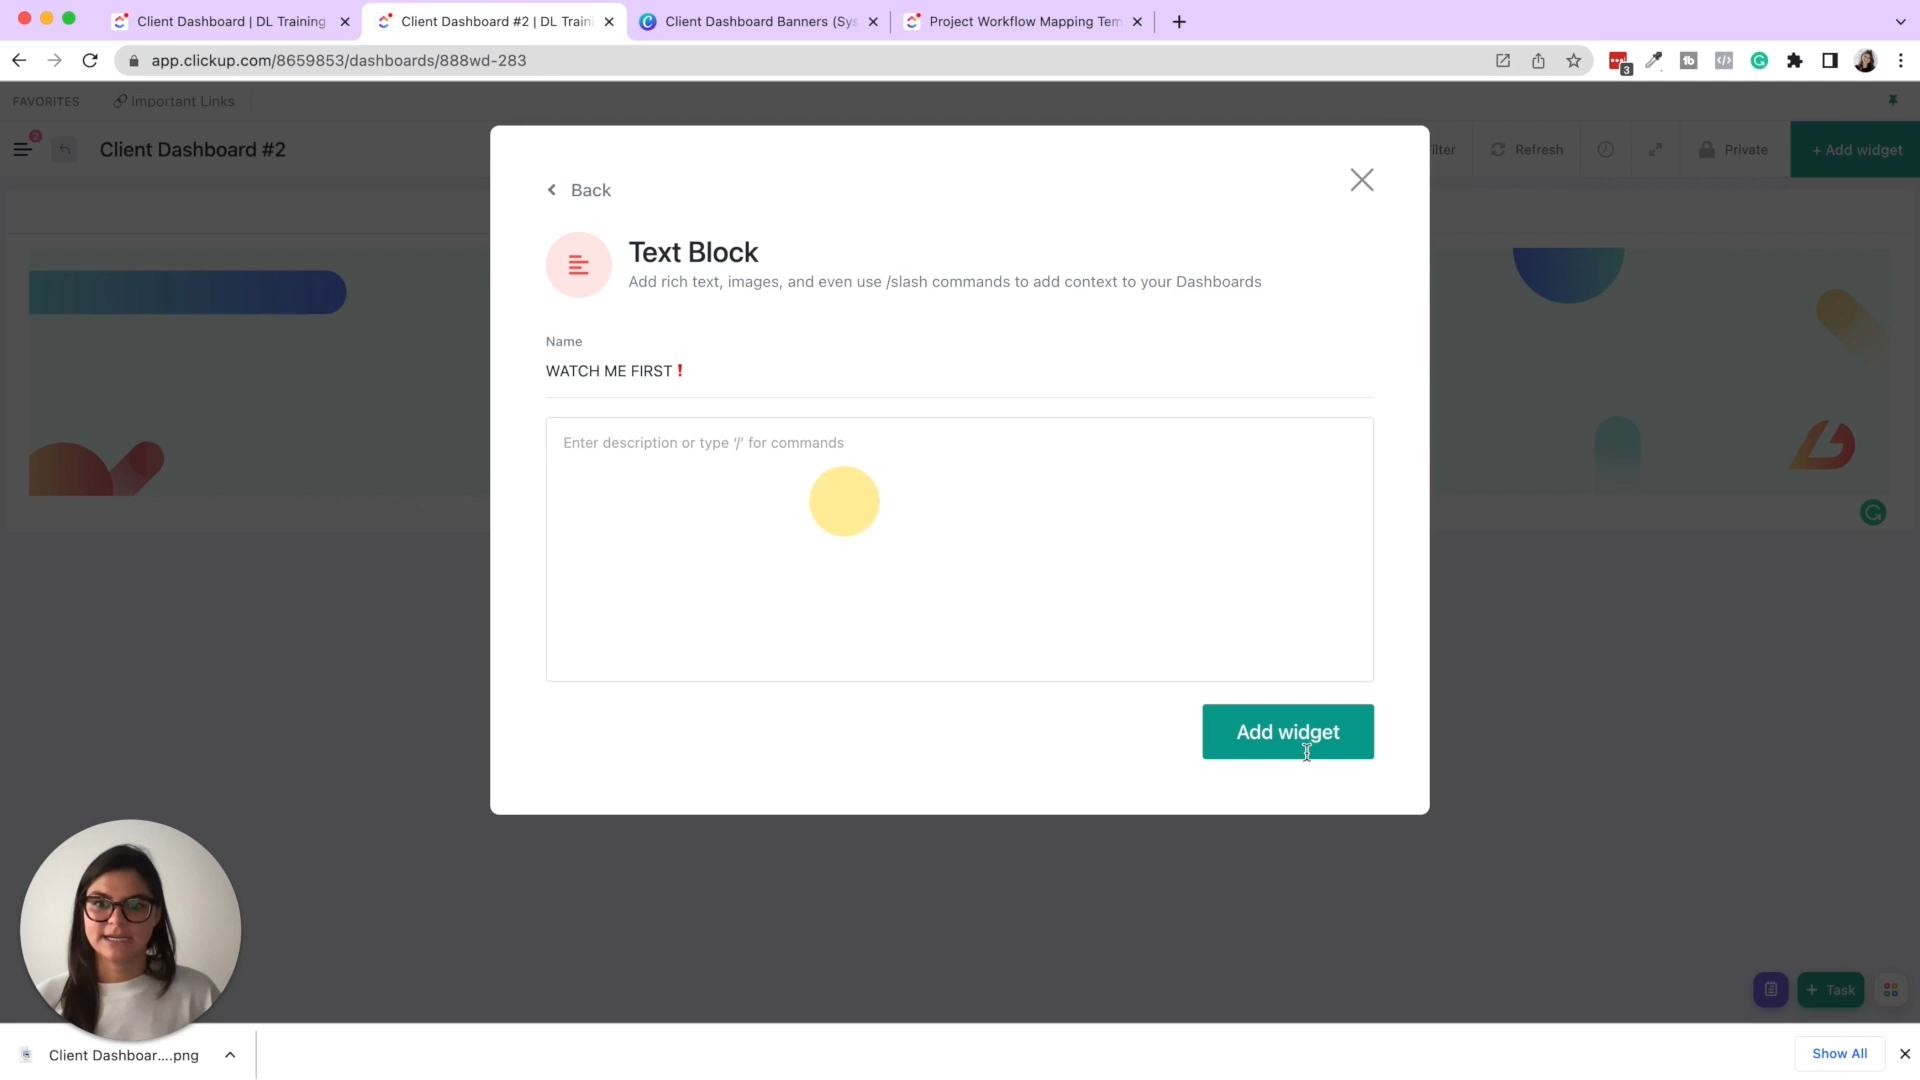 Client Dashboard | DL Training
Client Dashboard #2 | DL Traini
Client Dashboard Banners (Sys
Project Workflow Mapping Tem
app.clickup.com/8659853/dashboards/888wd-283
3
FAVORITES
Important Links
2
Client Dashboard #2
ilter
Refresh
Private
+ Add widget
Back
Text Block
Add rich text, images, and even use /slash commands to add context to your Dashboards
Name
WATCH ME FIRST❗
Enter description or type ‘/’ for commands
Add widget
+ Task
Client Dashboar....png
Show All